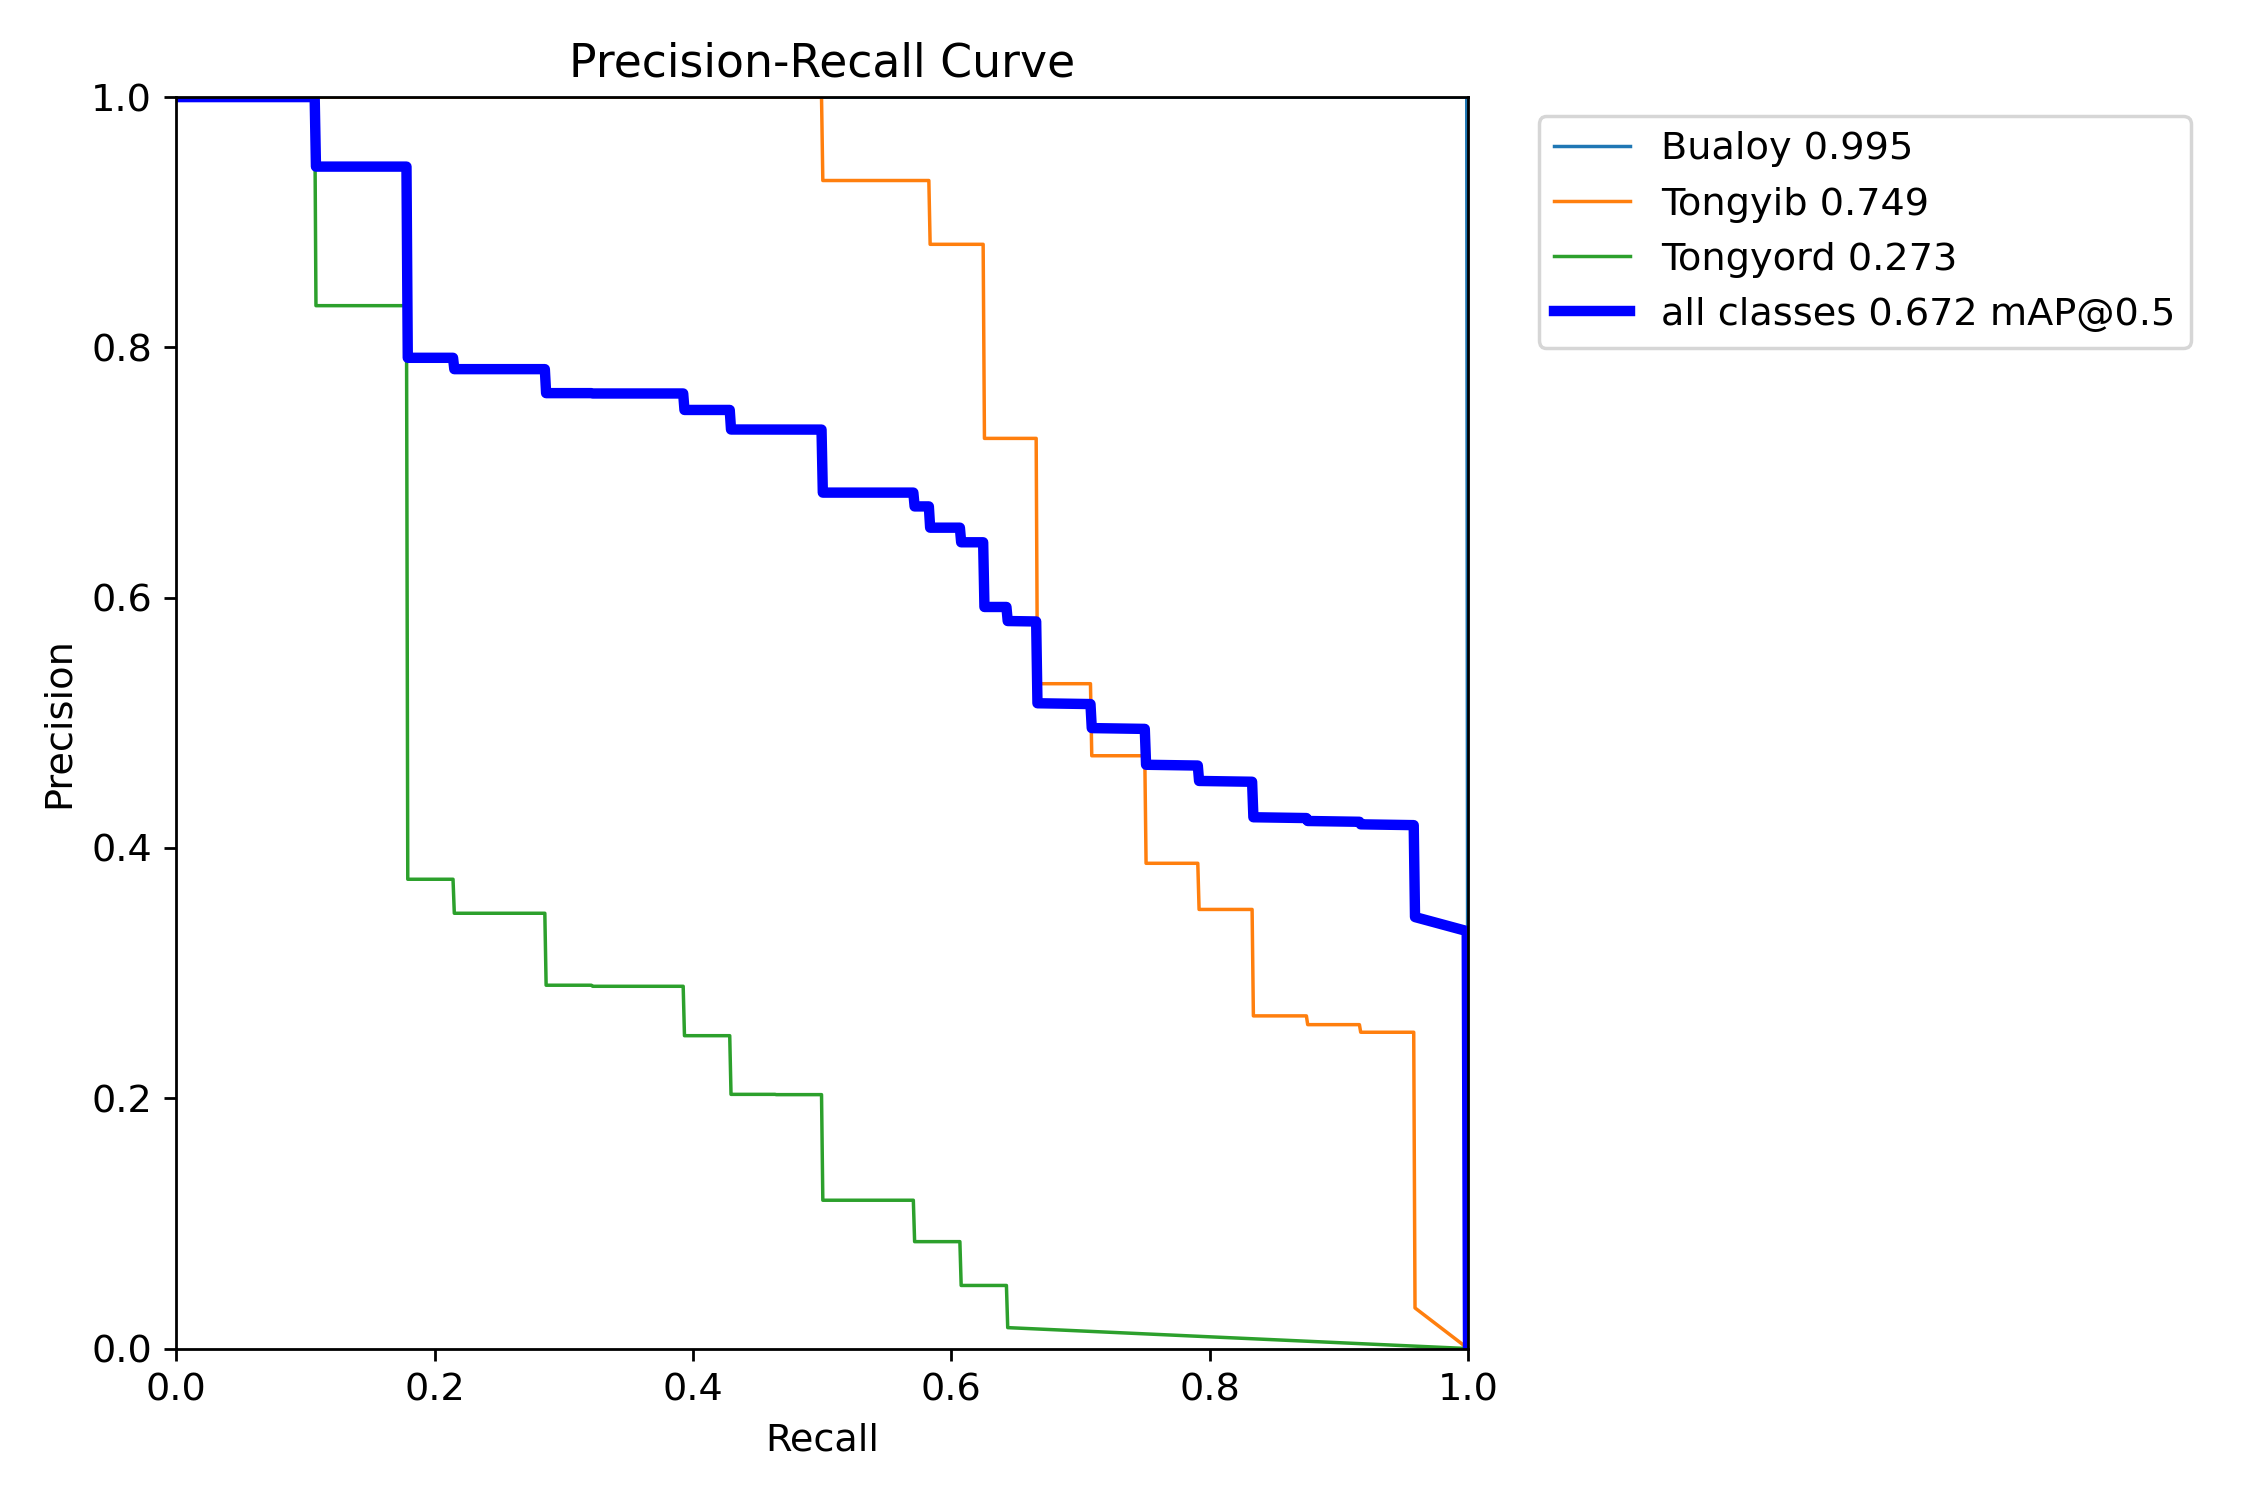 Precision-Recall Curve
1.0
0.8
0.6
0.4
0.2
0.0
Precision
0.0 0.2 0.4 0.6 0.8 1.0
Recall
Bualoy 0.995
Tongyib 0.749
Tongyord 0.273
all classes 0.672 mAP@0.5